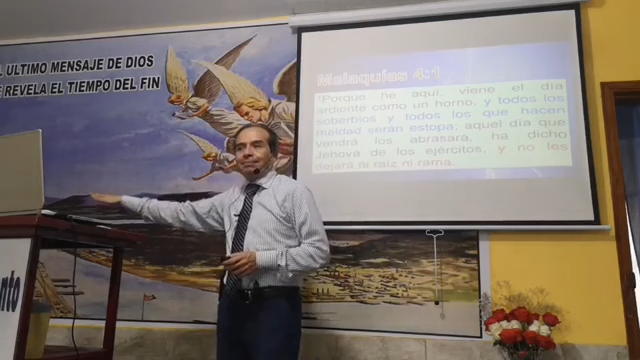 L ULTIMO MENSAJE DE DIOS
E REVELA EL TIEMPO DEL FIN
Malaquías 4:1
"Porque he aquí, viene el día
ardiente como un horno, y todos los
soberbios y todos los que hacen
maldad serán estopa; aquel día que
vendrá los abrasará, ha dicho
Jehová de los ejércitos, y no les
dejará ni raíz ni rama.
nto